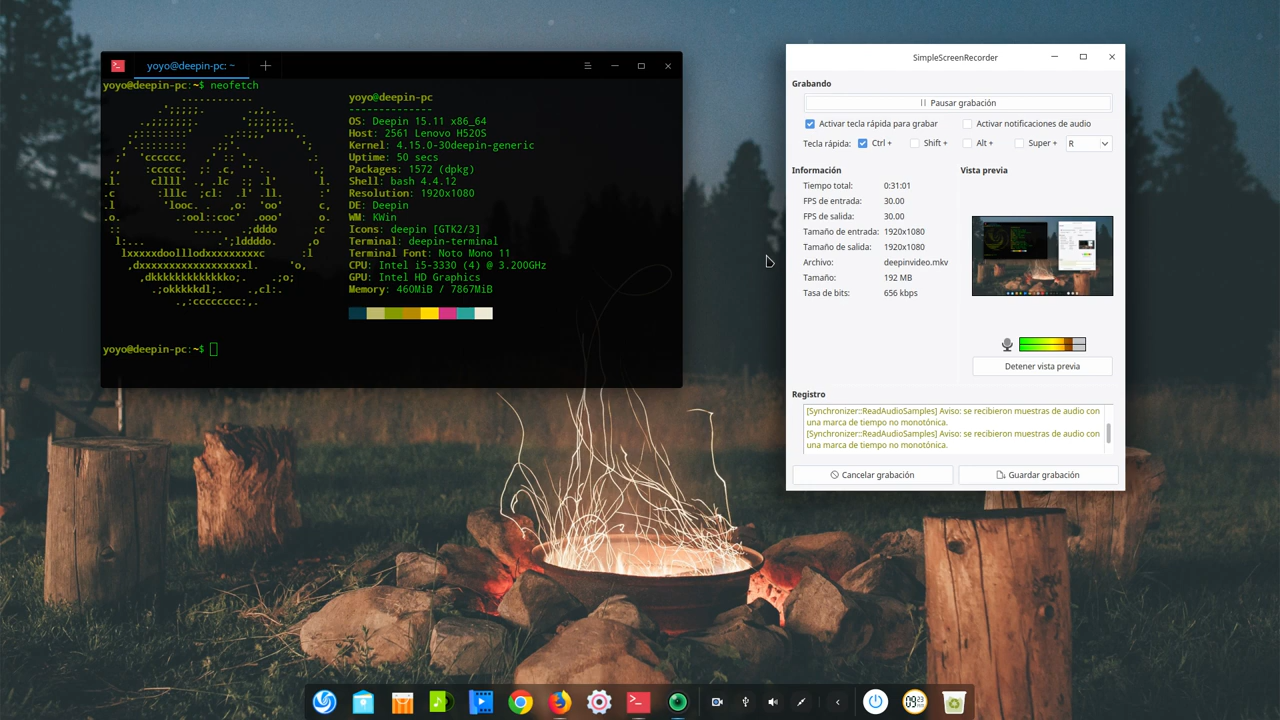 yoyo@deepin-pc: ~
yoyo@deepin-pc:~$ neofetch
yoyo@deepin-pc
--------------
OS: Deepin 15.11 x86_64
Host: 2561 Lenovo H520S
Kernel: 4.15.0-30deepin-generic
Uptime: 50 secs
Packages: 1572 (dpkg)
Shell: bash 4.4.12
Resolution: 1920x1080
DE: Deepin
WM: KWin
Icons: deepin [GTK2/3]
Terminal: deepin-terminal
Terminal Font: Noto Mono 11
CPU: Intel i5-3330 (4) @ 3.200GHz
GPU: Intel HD Graphics
Memory: 460MiB / 7867MiB
yoyo@deepin-pc:~$
SimpleScreenRecorder
Grabando
Pausar grabación
Activar tecla rápida para grabar
Activar notificaciones de audio
Tecla rápida: Ctrl + Shift + Alt + Super + R
Información
Tiempo total: 0:31:01
FPS de entrada: 30.00
FPS de salida: 30.00
Tamaño de entrada: 1920x1080
Tamaño de salida: 1920x1080
Archivo: deepinvideo.mkv
Tamaño: 192 MB
Tasa de bits: 656 kbps
Vista previa
Detener vista previa
Registro
[Synchronizer::ReadAudioSamples] Aviso: se recibieron muestras de audio con
una marca de tiempo no monotónica.
[Synchronizer::ReadAudioSamples] Aviso: se recibieron muestras de audio con
una marca de tiempo no monotónica.
Cancelar grabación
Guardar grabación
09 23